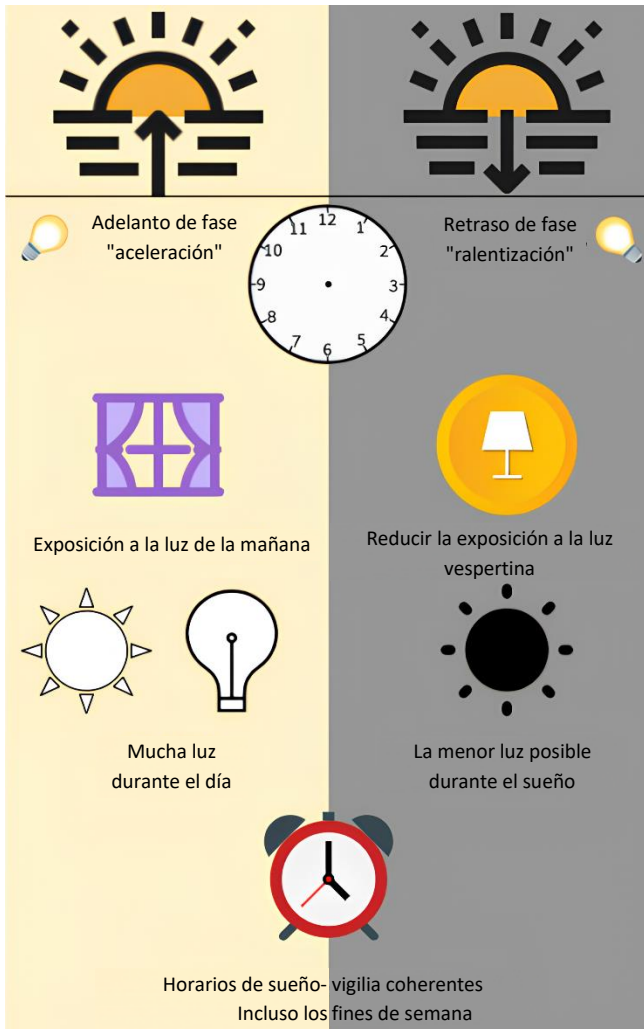 Adelanto de fase
"aceleración"
Retraso de fase
"ralentización"
12
1
2
3
4
5
6
7
8
9
10
11
Exposición a la luz de la mañana
Reducir la exposición a la luz
vespertina
Mucha luz
durante el día
La menor luz posible
durante el sueño
Horarios de sueño- vigilia coherentes
Incluso los fines de semana